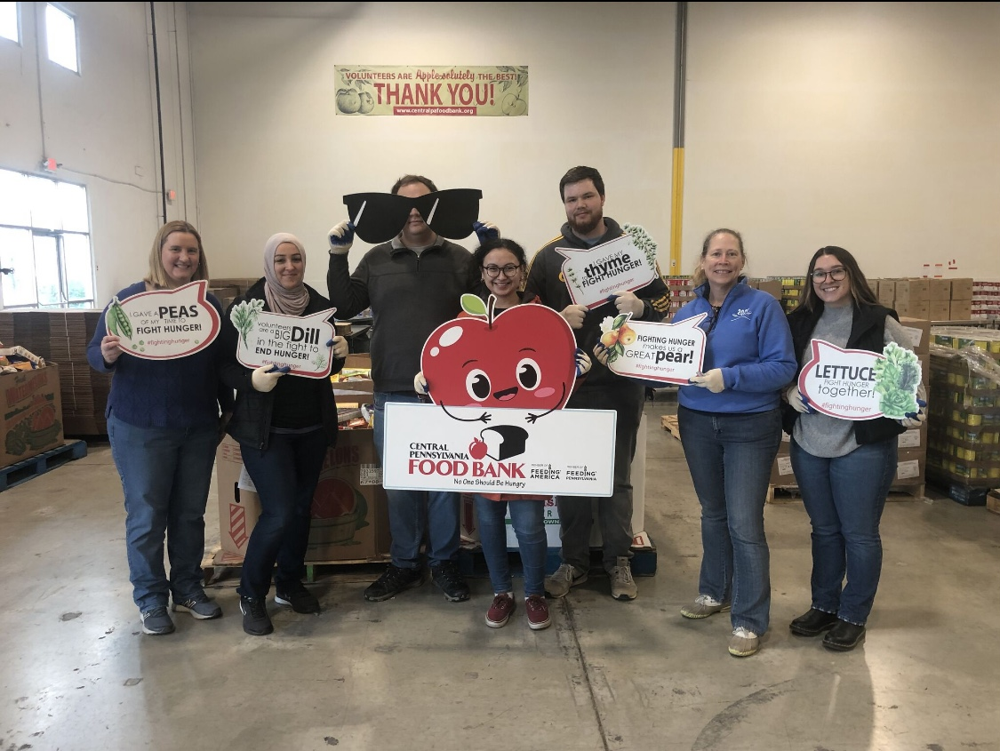 VOLUNTEERS ARE Apple-solutely THE BEST!
THANK YOU!
www.centralpafoodbank.org
I GAVE A PEAS
OF MY TIME TO
FIGHT HUNGER!
#fightinghunger
volunteers
are a BIG Dill
in the fight to
END HUNGER!
#fightinghunger
I GAVE MY
thyme
TO FIGHT HUNGER!
#fightinghunger
FIGHTING HUNGER
makes us a
GREAT pear!
#fightinghunger
LETTUCE
FIGHT HUNGER
together!
#fightinghunger
CENTRAL
PENNSYLVANIA
FOOD BANK
No One Should Be Hungry
MEMBER OF
FEEDING
AMERICA
MEMBER OF
FEEDING
PENNSYLVANIA